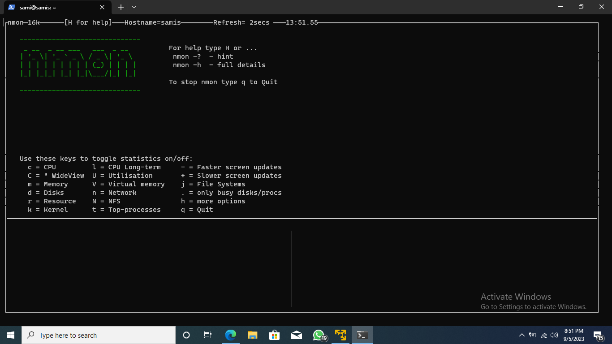 sami@samis: ~
nmon─16k─────[H for help]───Hostname=samis────────Refresh= 2secs ───13:51.55
For help type H or ...
nmon -? - hint
nmon -h - full details
To stop nmon type q to Quit
Use these keys to toggle statistics on/off:
c = CPU l = CPU Long-term - = Faster screen updates
C = " WideView U = Utilisation + = Slower screen updates
m = Memory V = Virtual memory j = File Systems
d = Disks n = Network . = only busy disks/procs
r = Resource N = NFS h = more options
k = Kernel t = Top-processes q = Quit
Activate Windows
Go to Settings to activate Windows.
Type here to search
8:51 PM
9/5/2023